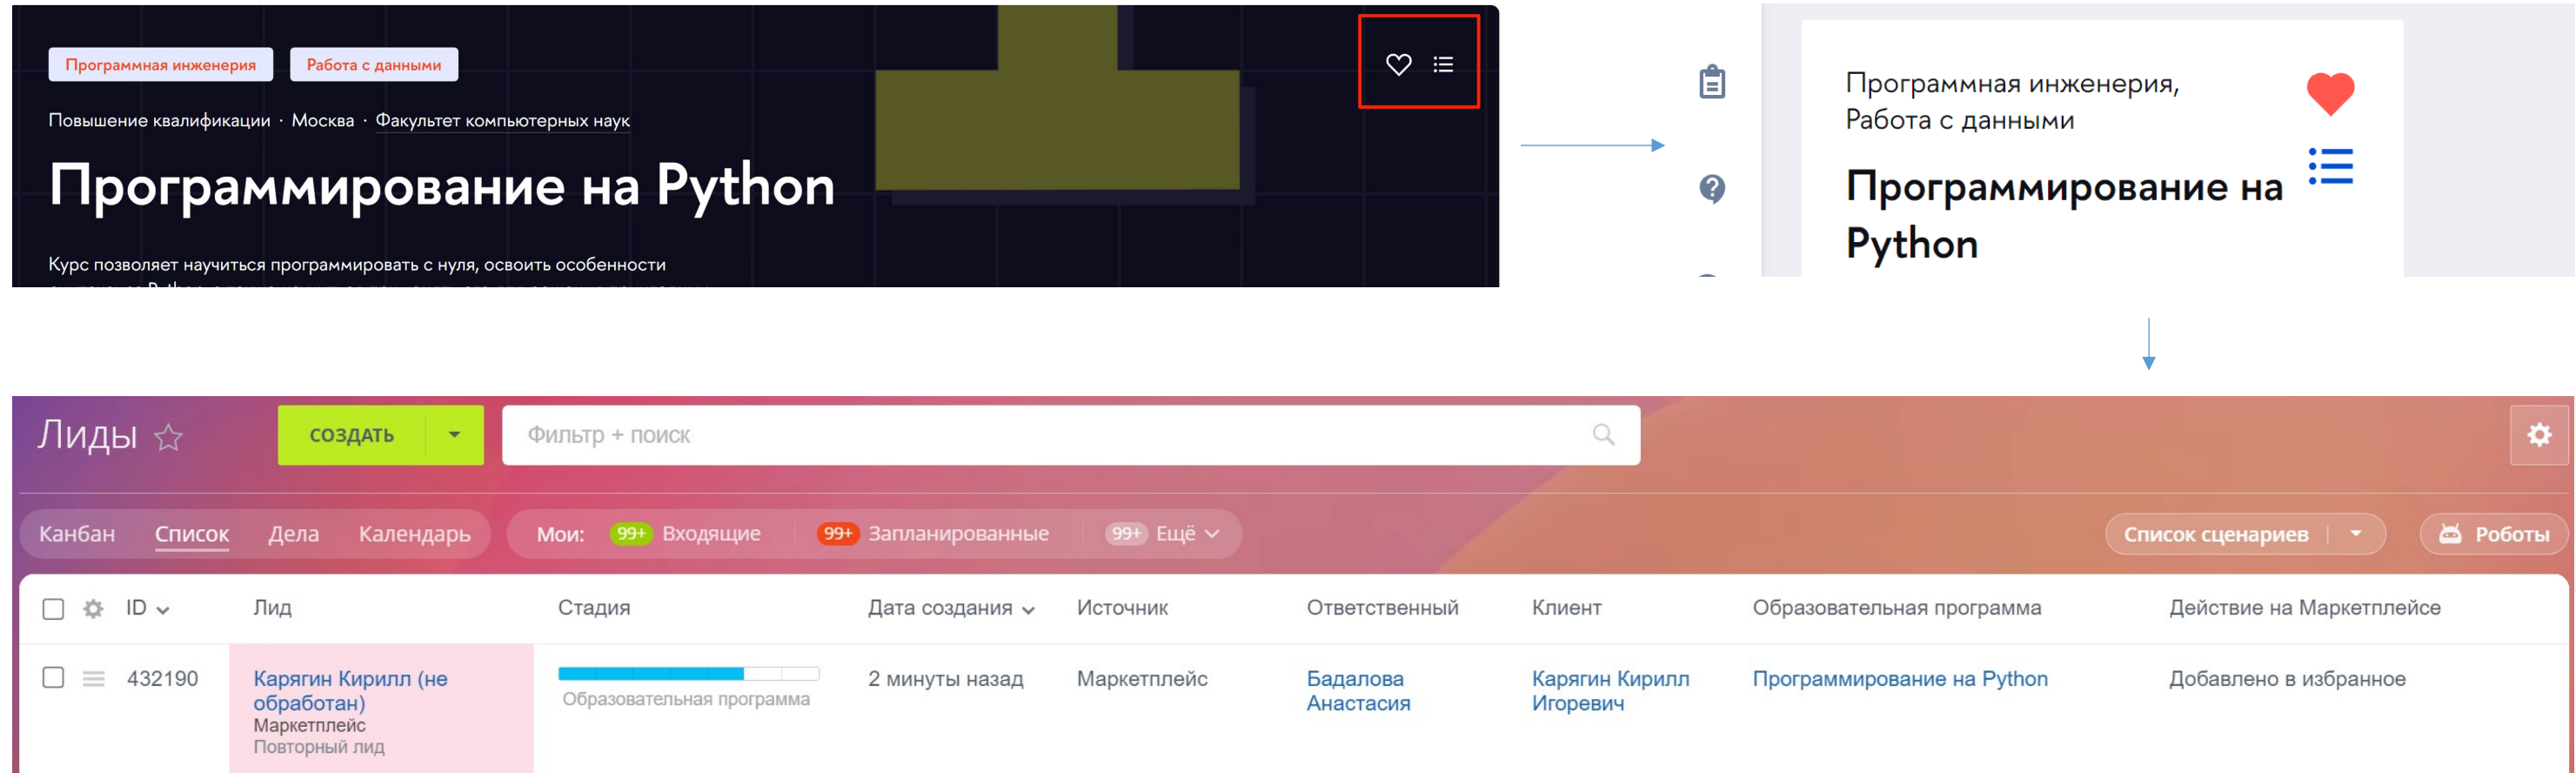 Программная инженерия
Работа с данными
Повышение квалификации · Москва · Факультет компьютерных наук
Программирование на Python
Курс позволяет научиться программировать с нуля, освоить особенности
Программная инженерия,
Работа с данными
Программирование на
Python
Лиды
СОЗДАТЬ
Фильтр + поиск
Канбан Список Дела Календарь Мои: 99+ Входящие 99+ Запланированные 99+ Ещё Список сценариев Роботы
ID Лид Стадия Дата создания Источник Ответственный Клиент Образовательная программа Действие на Маркетплейсе
432190
Карягин Кирилл (не
обработан)
Маркетплейс
Повторный лид
Образовательная программа
2 минуты назад
Маркетплейс
Бадалова
Анастасия
Карягин Кирилл
Игоревич
Программирование на Python
Добавлено в избранное